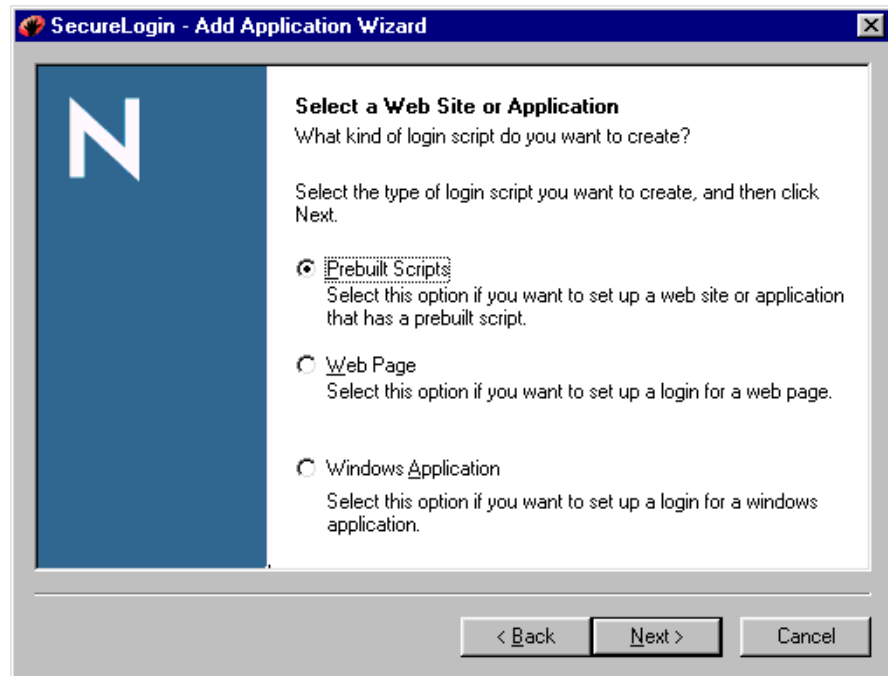 SecureLogin - Add Application Wizard
N
Select a Web Site or Application
What kind of login script do you want to create?
Select the type of login script you want to create, and then click
Next.
Prebuilt Scripts
Select this option if you want to set up a web site or application
that has a prebuilt script.
Web Page
Select this option if you want to set up a login for a web page.
Windows Application
Select this option if you want to set up a login for a windows
application.
< Back Next > Cancel